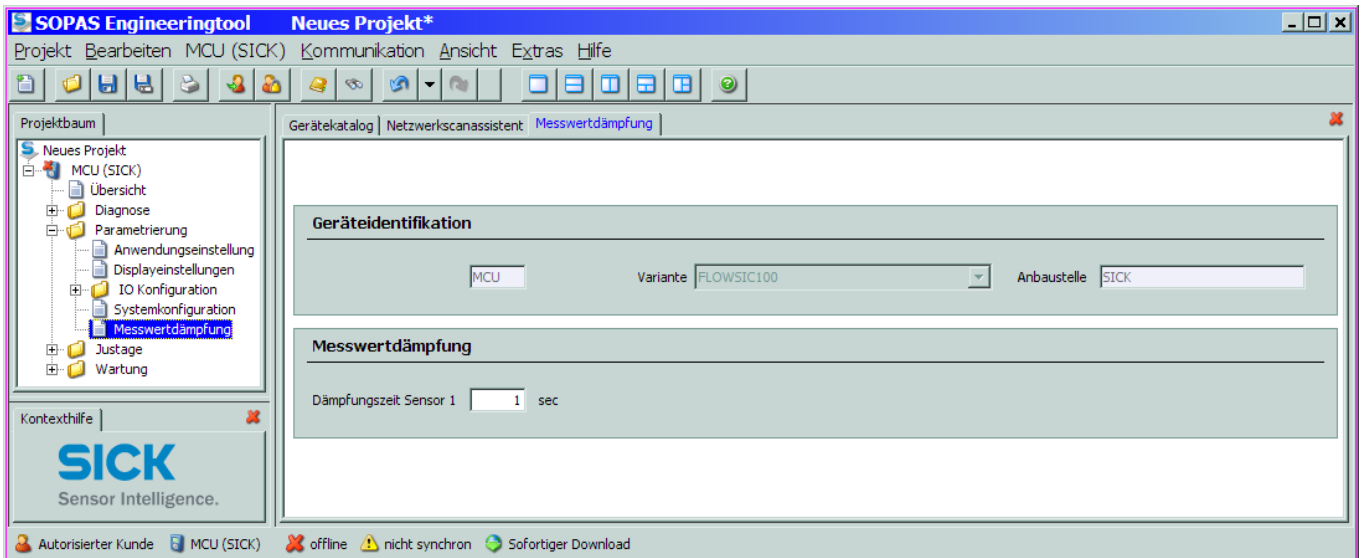 SOPAS Engineeringtool Neues Projekt*
Projekt Bearbeiten MCU (SICK) Kommunikation Ansicht Extras Hilfe
Projektbaum
Neues Projekt
MCU (SICK)
Übersicht
Diagnose
Parametrierung
Anwendungseinstellung
Displayeinstellungen
IO Konfiguration
Systemkonfiguration
Messwertdämpfung
Justage
Wartung
Kontexthilfe
SICK
Sensor Intelligence.
Gerätekatalog Netzwerkscanassistent Messwertdämpfung
Geräteidentifikation
MCU Variante FLOWSIC100 Anbaustelle SICK
Messwertdämpfung
Dämpfungszeit Sensor 1 1 sec
Autorisierter Kunde MCU (SICK) offline nicht synchron Sofortiger Download